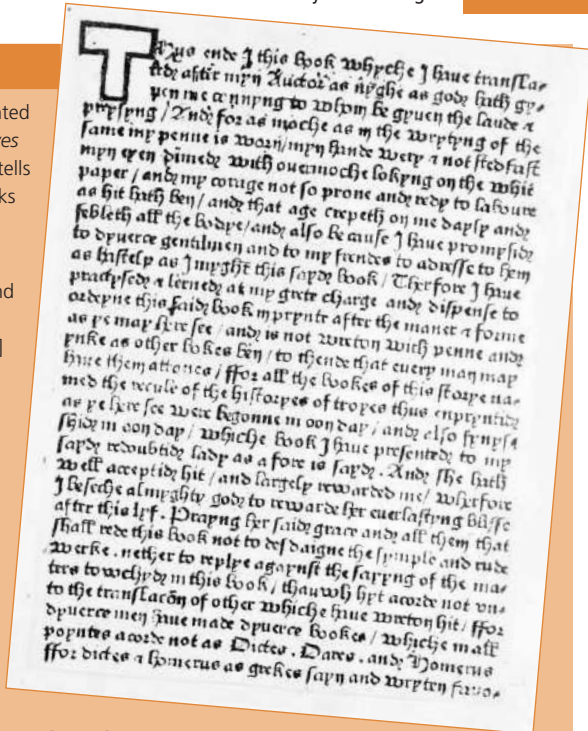 ated
ves
tells
ks
nd
l
Thus ende I this book whyche I haue transla-
ted after myn Auctor as nyghe as god hath gy-
uen me connyng to whom be gyuen the laude &
preysyng / And for as moche as in the wrytyng of the
same my penne is worn / myn hande wery & not stedfast
myn eyen dimed with ouermoche lokyng on the whit
paper / and my corage not so prone and redy to laboure
as hit hath ben / and that age crepeth on me dayly and
febleth all the bodye / and also be cause I haue promysid
to dyuerce gentilmen and to my frendes to adresse to hem
as hastely as I myght this sayd book / Therfore I haue
practysed & lerned at my grete charge and dispense to
ordeyne this said book in prynte after the maner & forme
as ye may here see / and is not wreton with penne and
ynke as other bokes ben / to thende that euery man may
haue them attones / ffor all the bookes of this storye na-
med the recule of the historyes of troyes thus enpryntid
as ye here see were begonne in oon day / and also fynys-
shid in oon day / whiche book I haue presented to my
sayd redoubtid lady as a fore is sayd. And she hath
well acceptid hit / and largely rewarded me / wherfore
I beseche almyghty god to rewarde her euerlastyng blisse
after this lyf. Prayng her said grace and all them that
shall rede this book not to desdaigne the symple and rude
werke. nether to replye agaynst the sayyng of the ma-
ters towchyd in this book / thauwh hyt acorde not vn-
to the translacōn of other whiche haue wreton hit / ffor
dyuerce men haue made dyuerce bookes / whiche in all
poyntes acorde not as Dictes. Dares. and Homerus
ffor dictes & homerus as grekes sayn and wryten fauo-